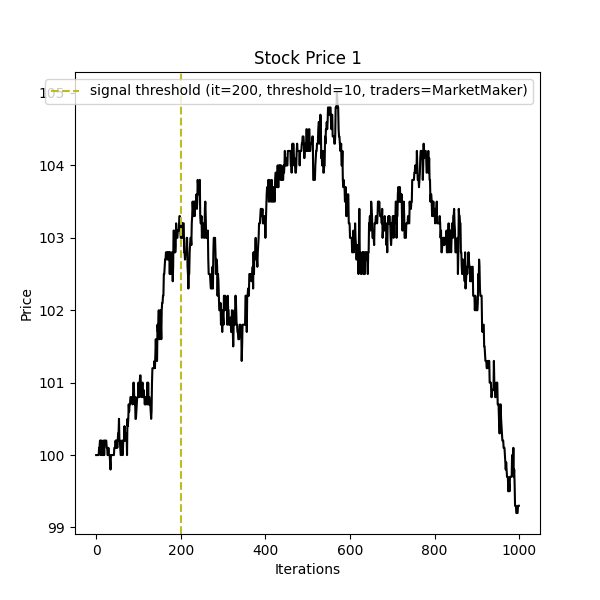 Stock Price 1
signal threshold (it=200, threshold=10, traders=MarketMaker)
105
104
103
102
101
100
99
Price
0 200 400 600 800 1000
Iterations